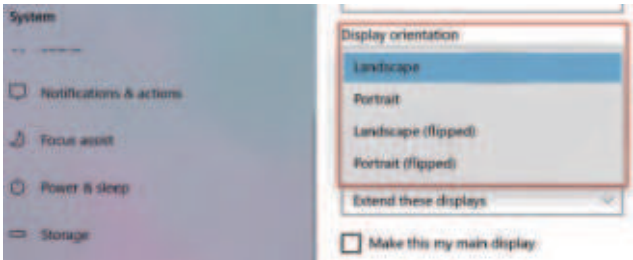 System
Notifications & actions
Focus assist
Power & sleep
Storage
Display orientation
Landscape
Portrait
Landscape (flipped)
Portrait (flipped)
Extend these displays
Make this my main display